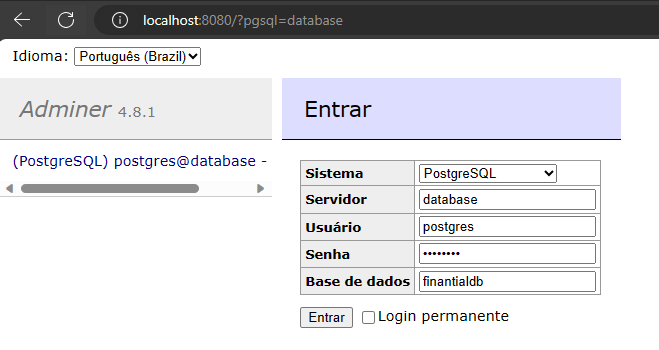 localhost:8080/?pgsql=database
Idioma: Português (Brazil)
Adminer 4.8.1
Entrar
(PostgreSQL) postgres@database -
Sistema PostgreSQL
Servidor database
Usuário postgres
Senha ••••••••
Base de dados finantialdb
Entrar Login permanente